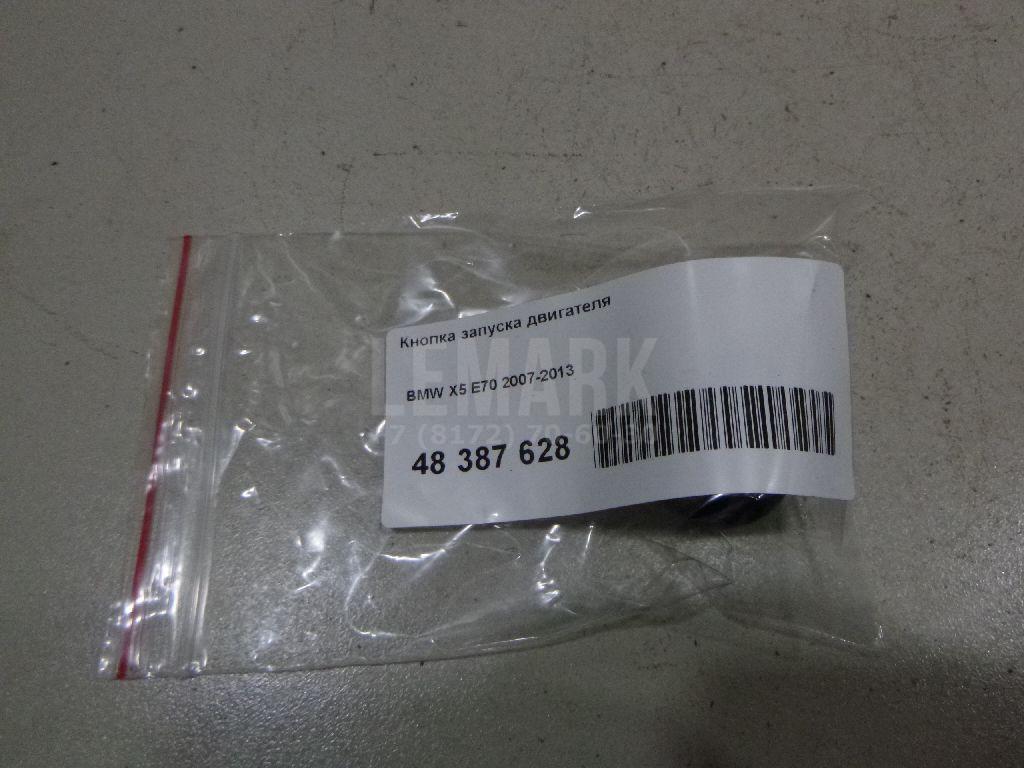 Кнопка запуска двигателя
LEMARK
BMW X5 E70 2007-2013
48 387 628